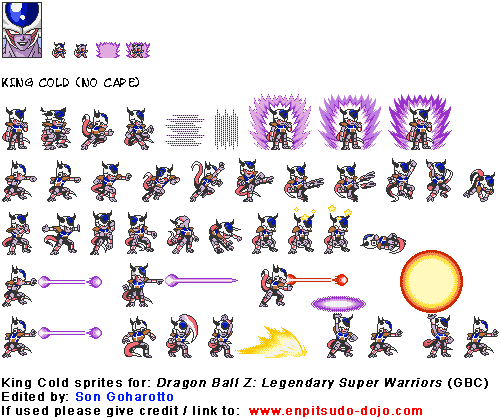 KING COLD (NO CAPE)
King Cold sprites for: Dragon Ball Z: Legendary Super Warriors (GBC)
Edited by: Son Goharotto
If used please give credit / link to: www.enpitsudo-dojo.com